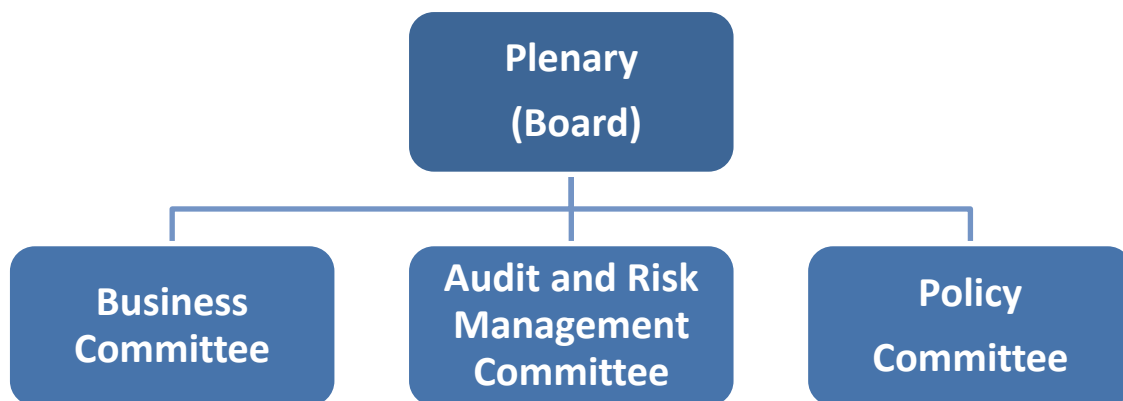 Plenary
(Board)
Business
Committee
Audit and Risk
Management
Committee
Policy
Committee